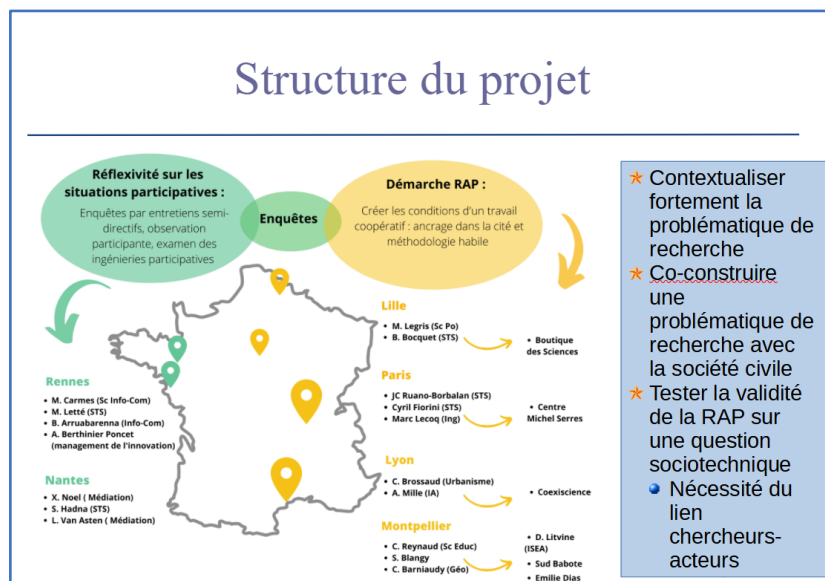 Structure du projet
Réflexivité sur les
situations participatives :
Enquêtes par entretiens semi-
directifs, observation
participante, examen des
ingénieries participatives
Enquêtes
Démarche RAP :
Créer les conditions d'un travail
coopératif : ancrage dans la cité et
méthodologie habile
Rennes
• M. Carmes (Sc Info-Com)
• M. Letté (STS)
• B. Arruabarenna (Info-Com)
• A. Berthinier Poncet
(management de l'innovation)
Nantes
• X. Noel ( Médiation)
• S. Hadna (STS)
• L. Van Asten ( Médiation)
Lille
• M. Legris (Sc Po)
• B. Bocquet (STS)
• Boutique
des Sciences
Paris
• JC Ruano-Borbalan (STS)
• Cyril Fiorini (STS)
• Marc Lecoq (Ing)
• Centre
Michel Serres
Lyon
• C. Brossaud (Urbanisme)
• A. Mille (IA)
• Coexiscience
Montpellier
• C. Reynaud (Sc Educ)
• S. Blangy
• C. Barniaudy (Géo)
• D. Litvine
(ISEA)
• Sud Babote
• Emilie Dias
Contextualiser
fortement la
problématique de
recherche
Co-construire
une
problématique de
recherche avec
la société civile
Tester la validité
de la RAP sur
une question
sociotechnique
Nécessité du
lien
chercheurs-
acteurs